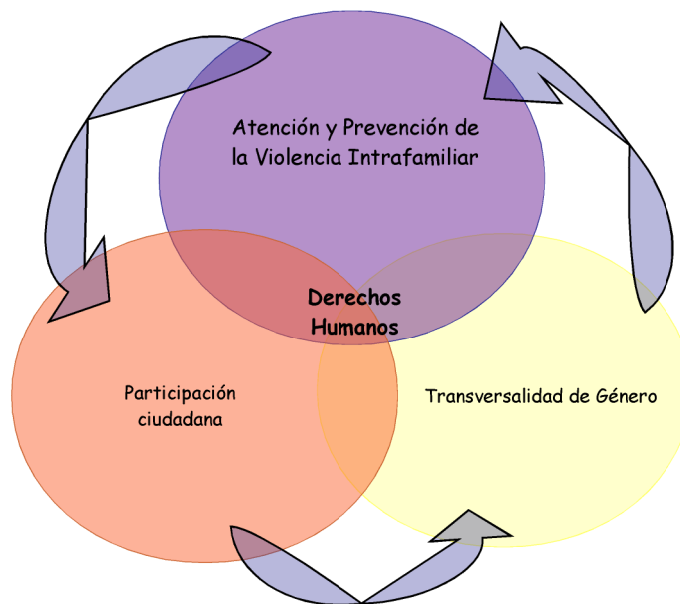 Atención y Prevención de
la Violencia Intrafamiliar
Derechos
Humanos
Participación
ciudadana
Transversalidad de Género